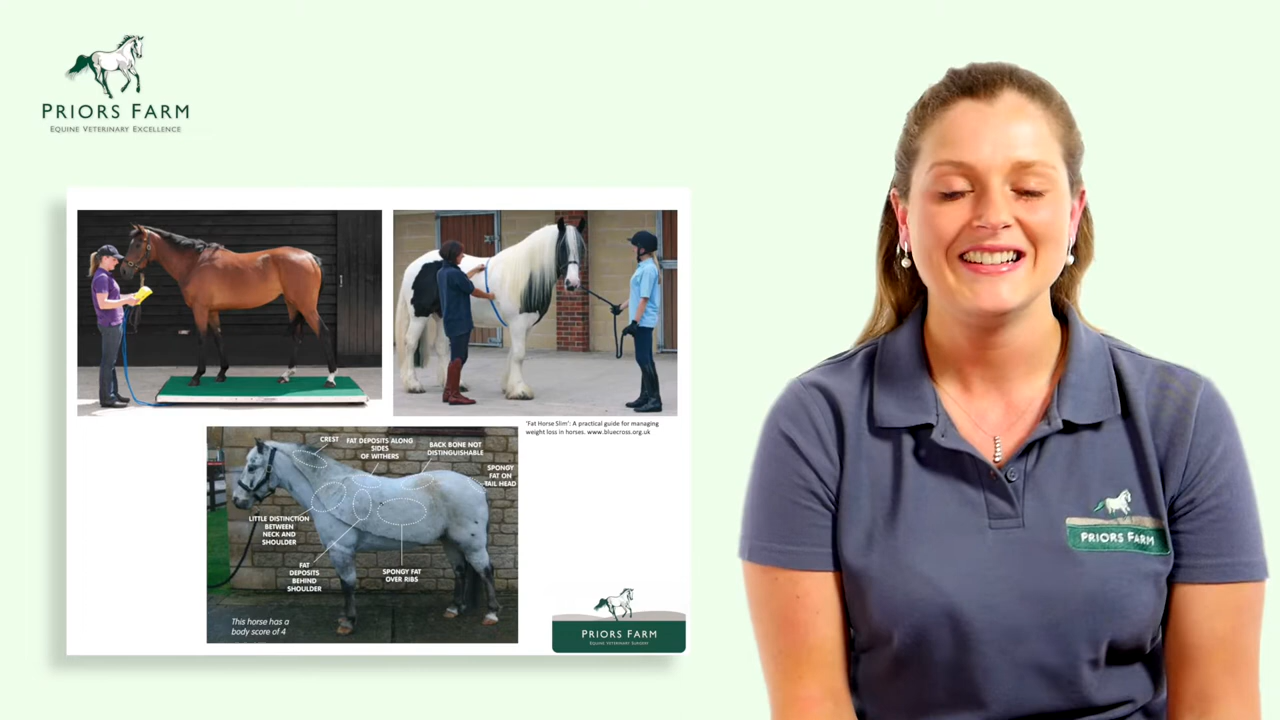 PRIORS FARM
EQUINE VETERINARY EXCELLENCE
'Fat Horse Slim': A practical guide for managing
weight loss in horses. www.bluecross.org.uk
CREST
FAT DEPOSITS ALONG
SIDES
OF WITHERS
BACK BONE NOT
DISTINGUISHABLE
SPONGY
FAT ON
TAIL HEAD
LITTLE DISTINCTION
BETWEEN
NECK AND
SHOULDER
FAT
DEPOSITS
BEHIND
SHOULDER
SPONGY FAT
OVER RIBS
This horse has a
body score of 4
PRIORS FARM
EQUINE VETERINARY SURGERY
PRIORS FARM